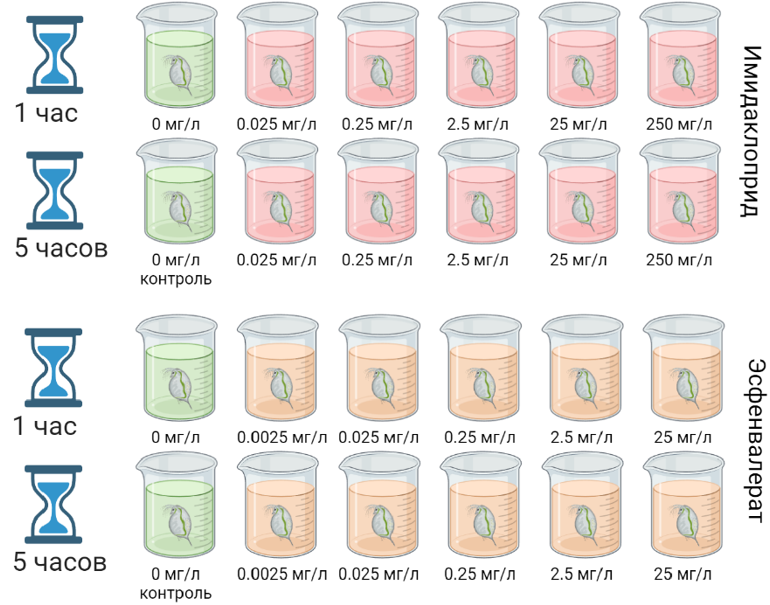 1 час
0 мг/л 0.025 мг/л 0.25 мг/л 2.5 мг/л 25 мг/л 250 мг/л
5 часов
0 мг/л 0.025 мг/л 0.25 мг/л 2.5 мг/л 25 мг/л 250 мг/л
контроль
Имидаклоприд
1 час
0 мг/л 0.0025 мг/л 0.025 мг/л 0.25 мг/л 2.5 мг/л 25 мг/л
5 часов
0 мг/л 0.0025 мг/л 0.025 мг/л 0.25 мг/л 2.5 мг/л 25 мг/л
контроль
Эсфенвалерат